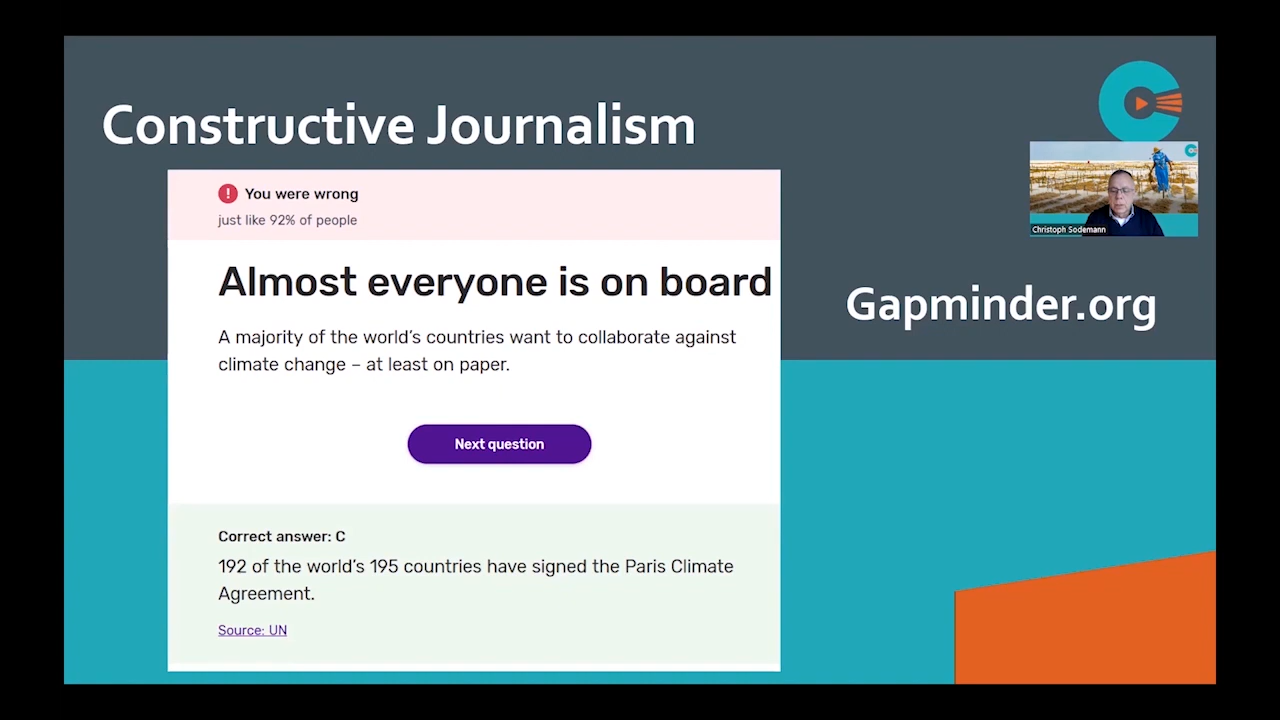 Constructive Journalism
You were wrong
just like 92% of people
Almost everyone is on board
A majority of the world’s countries want to collaborate against
climate change – at least on paper.
Next question
Correct answer: C
192 of the world’s 195 countries have signed the Paris Climate
Agreement.
Source: UN
Christoph Sodemann
Gapminder.org